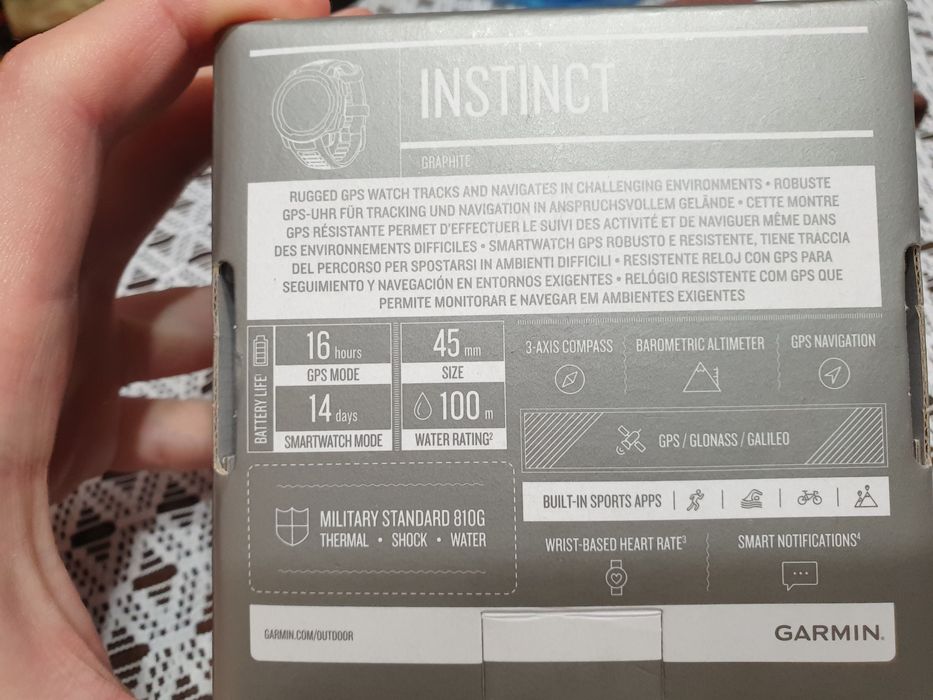 INSTINCT
GRAPHITE
RUGGED GPS WATCH TRACKS AND NAVIGATES IN CHALLENGING ENVIRONMENTS • ROBUSTE
GPS-UHR FÜR TRACKING UND NAVIGATION IN ANSPRUCHSVOLLEM GELÄNDE • CETTE MONTRE
GPS RÉSISTANTE PERMET D'EFFECTUER LE SUIVI DES ACTIVITÉ ET DE NAVIGUER MÊME DANS
DES ENVIRONNEMENTS DIFFICILES • SMARTWATCH GPS ROBUSTO E RESISTENTE, TIENE TRACCIA
DEL PERCORSO PER SPOSTARSI IN AMBIENTI DIFFICILI • RESISTENTE RELOJ CON GPS PARA
SEGUIMIENTO Y NAVEGACIÓN EN ENTORNOS EXIGENTES • RELÓGIO RESISTENTE COM GPS QUE
PERMITE MONITORAR E NAVEGAR EM AMBIENTES EXIGENTES
BATTERY LIFE¹
16 hours
GPS MODE
14 days
SMARTWATCH MODE
45 mm
SIZE
100 m
WATER RATING²
3-AXIS COMPASS
BAROMETRIC ALTIMETER
GPS NAVIGATION
GPS / GLONASS / GALILEO
BUILT-IN SPORTS APPS
MILITARY STANDARD 810G
THERMAL • SHOCK • WATER
WRIST-BASED HEART RATE³
SMART NOTIFICATIONS⁴
GARMIN.COM/OUTDOOR
GARMIN.